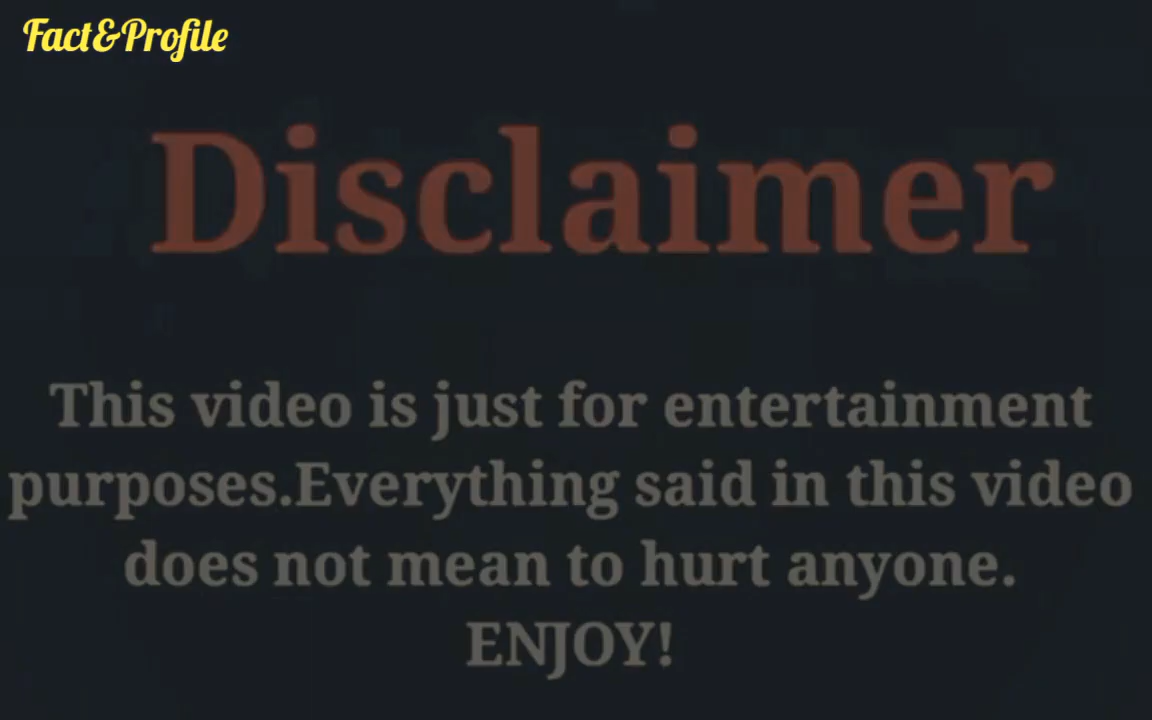 Fact&Profile
Disclaimer
This video is just for entertainment
purposes.Everything said in this video
does not mean to hurt anyone.
ENJOY!